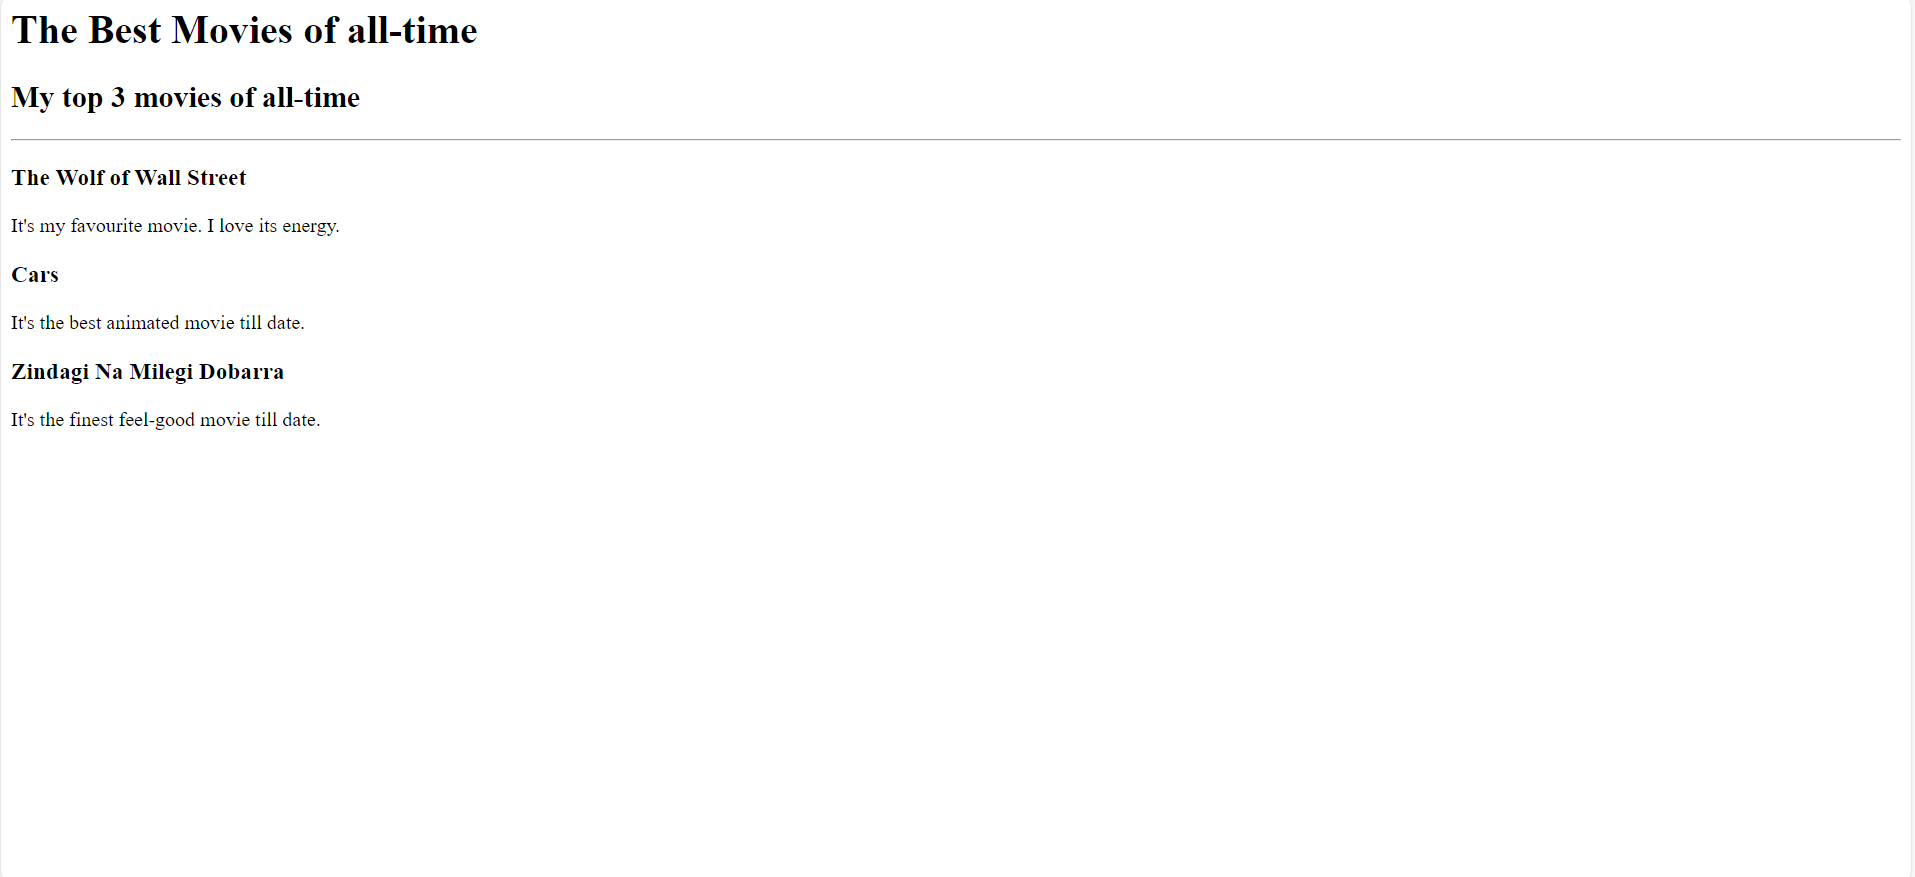 The Best Movies of all-time
My top 3 movies of all-time
The Wolf of Wall Street
It's my favourite movie. I love its energy.
Cars
It's the best animated movie till date.
Zindagi Na Milegi Dobarra
It's the finest feel-good movie till date.